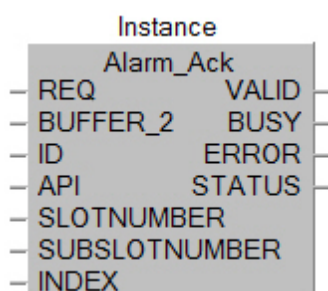 Instance
Alarm_Ack
REQ VALID
BUFFER_2 BUSY
ID ERROR
API STATUS
SLOTNUMBER
SUBSLOTNUMBER
INDEX